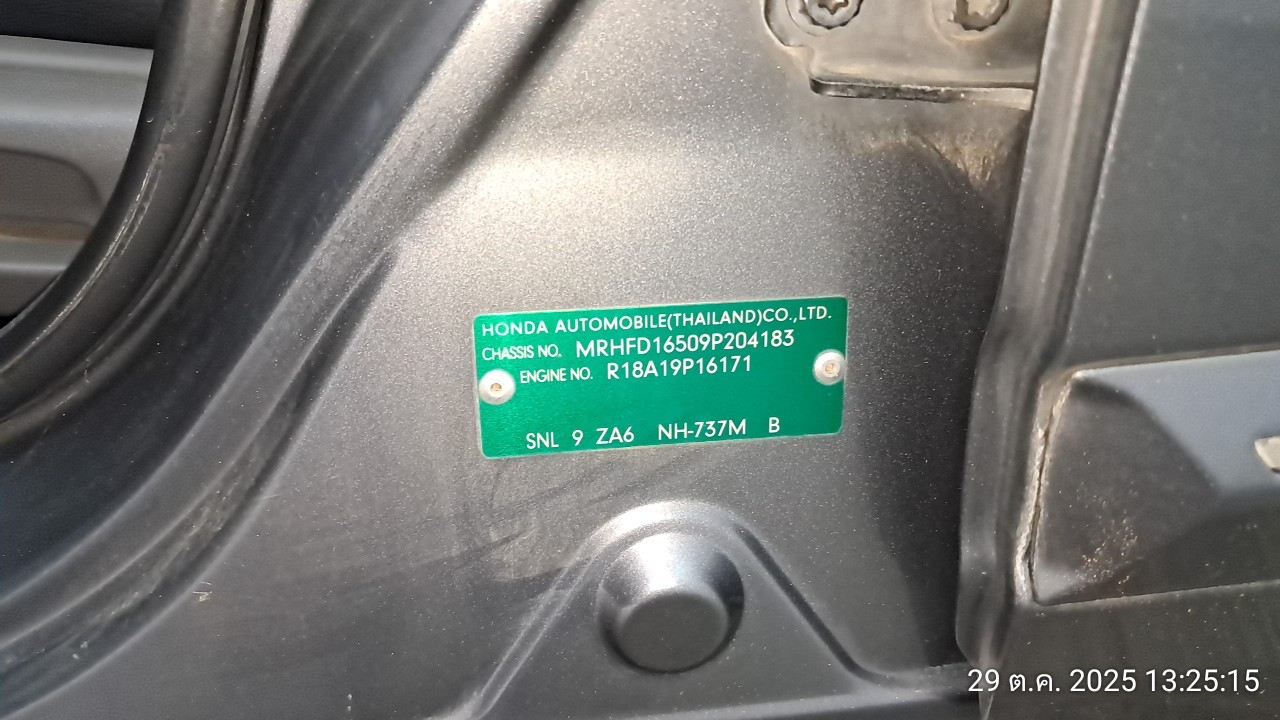 HONDA AUTOMOBILE(THAILAND)CO.,LTD.
CHASSIS NO. MRHFD16509P204183
ENGINE NO. R18A19P16171
SNL 9 ZA6 NH-737M B
29 ต.ค. 2025 13:25:15